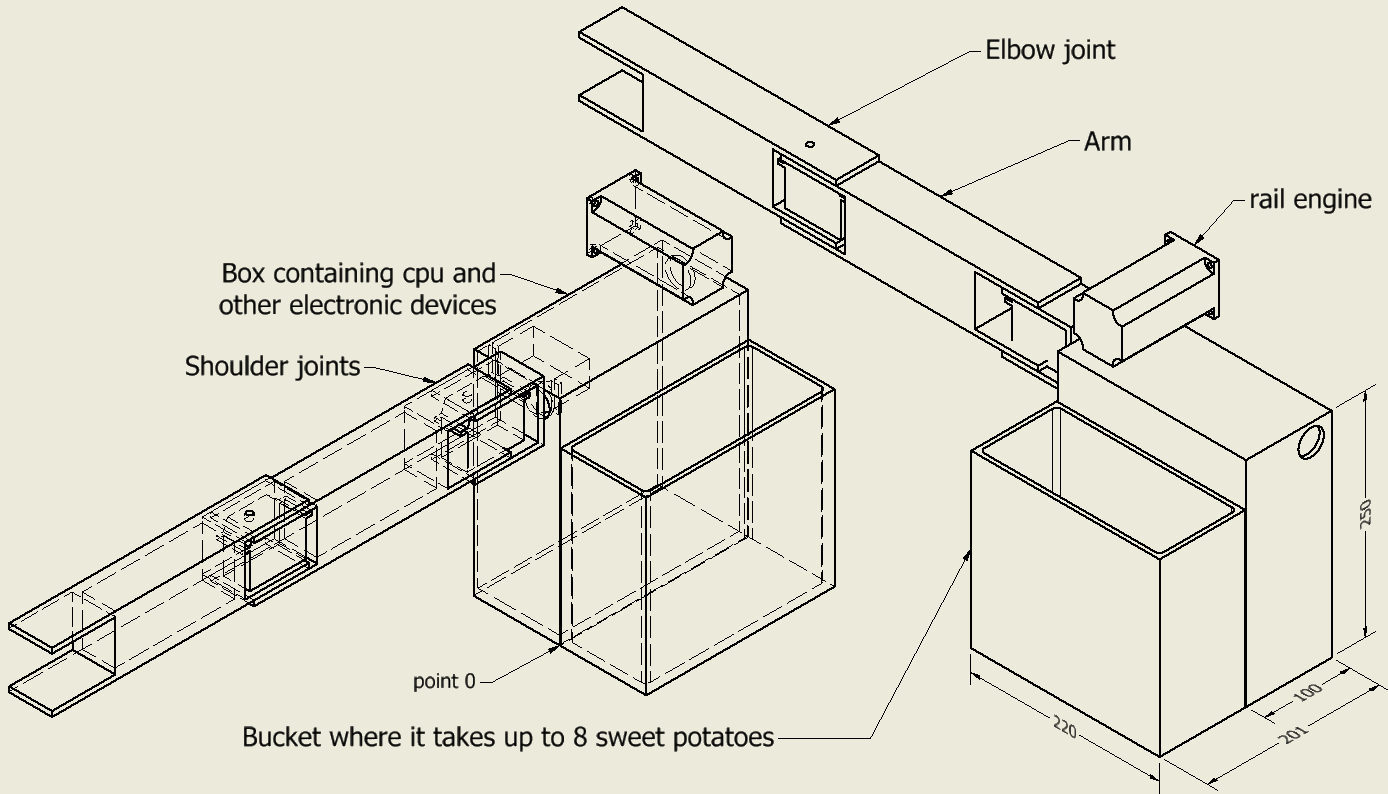 Elbow joint
Arm
rail engine
Box containing cpu and
other electronic devices
Shoulder joints
250
point 0
100
220
201
Bucket where it takes up to 8 sweet potatoes